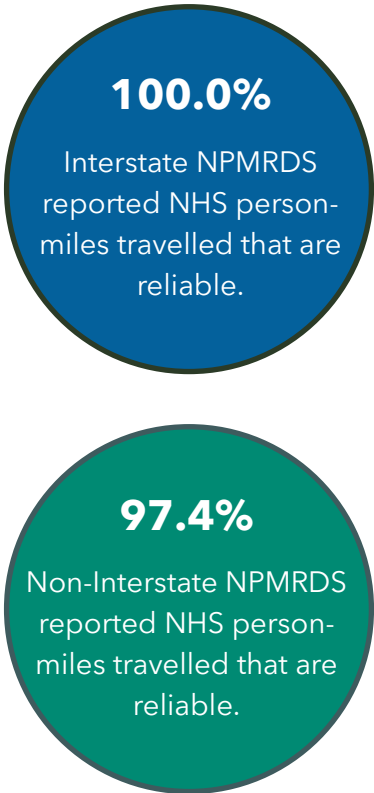 100.0%
Interstate NPMRDS
reported NHS person-
miles travelled that are
reliable.
97.4%
Non-Interstate NPMRDS
reported NHS person-
miles travelled that are
reliable.